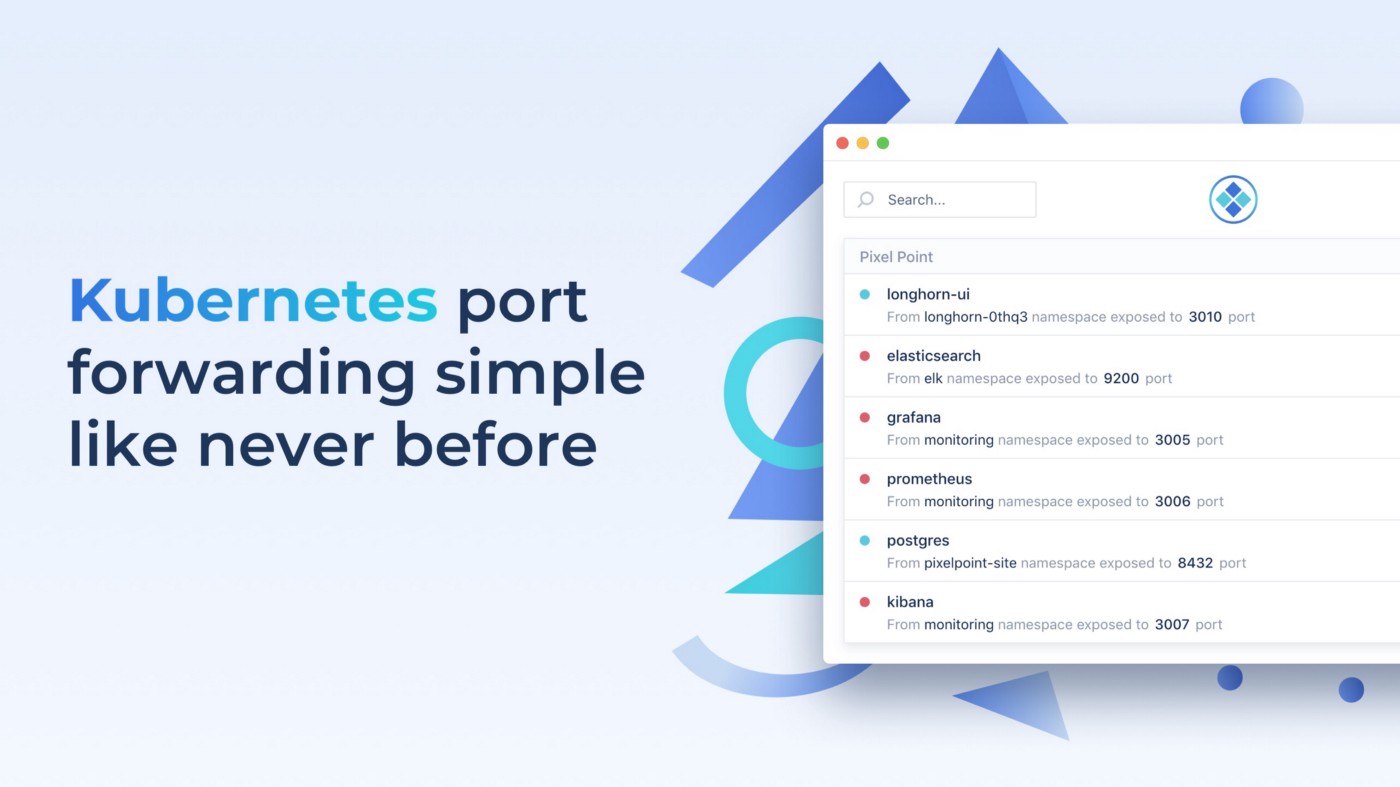 Kubernetes port
forwarding simple
like never before
Search...
Pixel Point
longhorn-ui
From longhorn-0thq3 namespace exposed to 3010 port
elasticsearch
From elk namespace exposed to 9200 port
grafana
From monitoring namespace exposed to 3005 port
prometheus
From monitoring namespace exposed to 3006 port
postgres
From pixelpoint-site namespace exposed to 8432 port
kibana
From monitoring namespace exposed to 3007 port